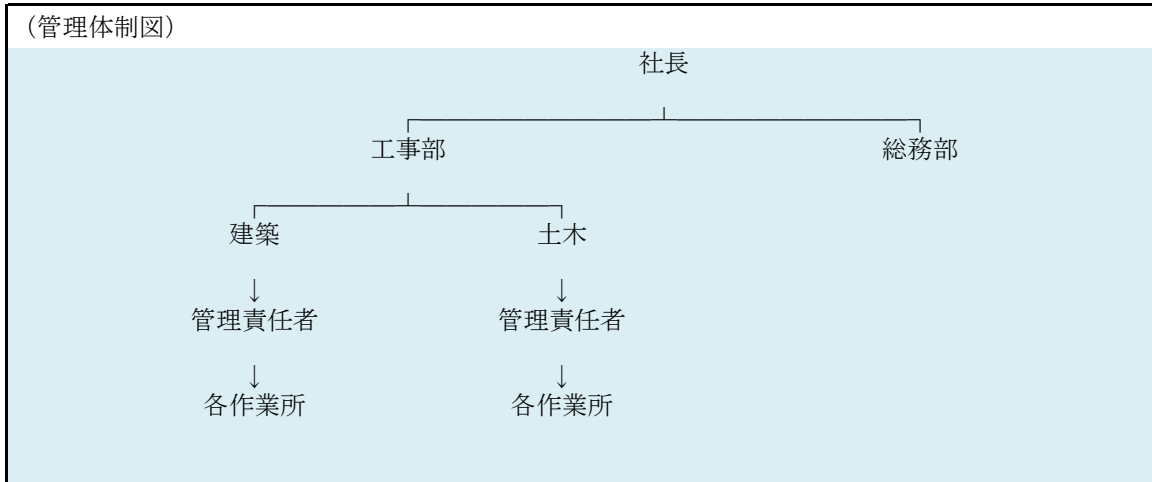 （管理体制図）
社長
工事部 総務部
建築 土木
↓ ↓
管理責任者 管理責任者
↓ ↓
各作業所 各作業所